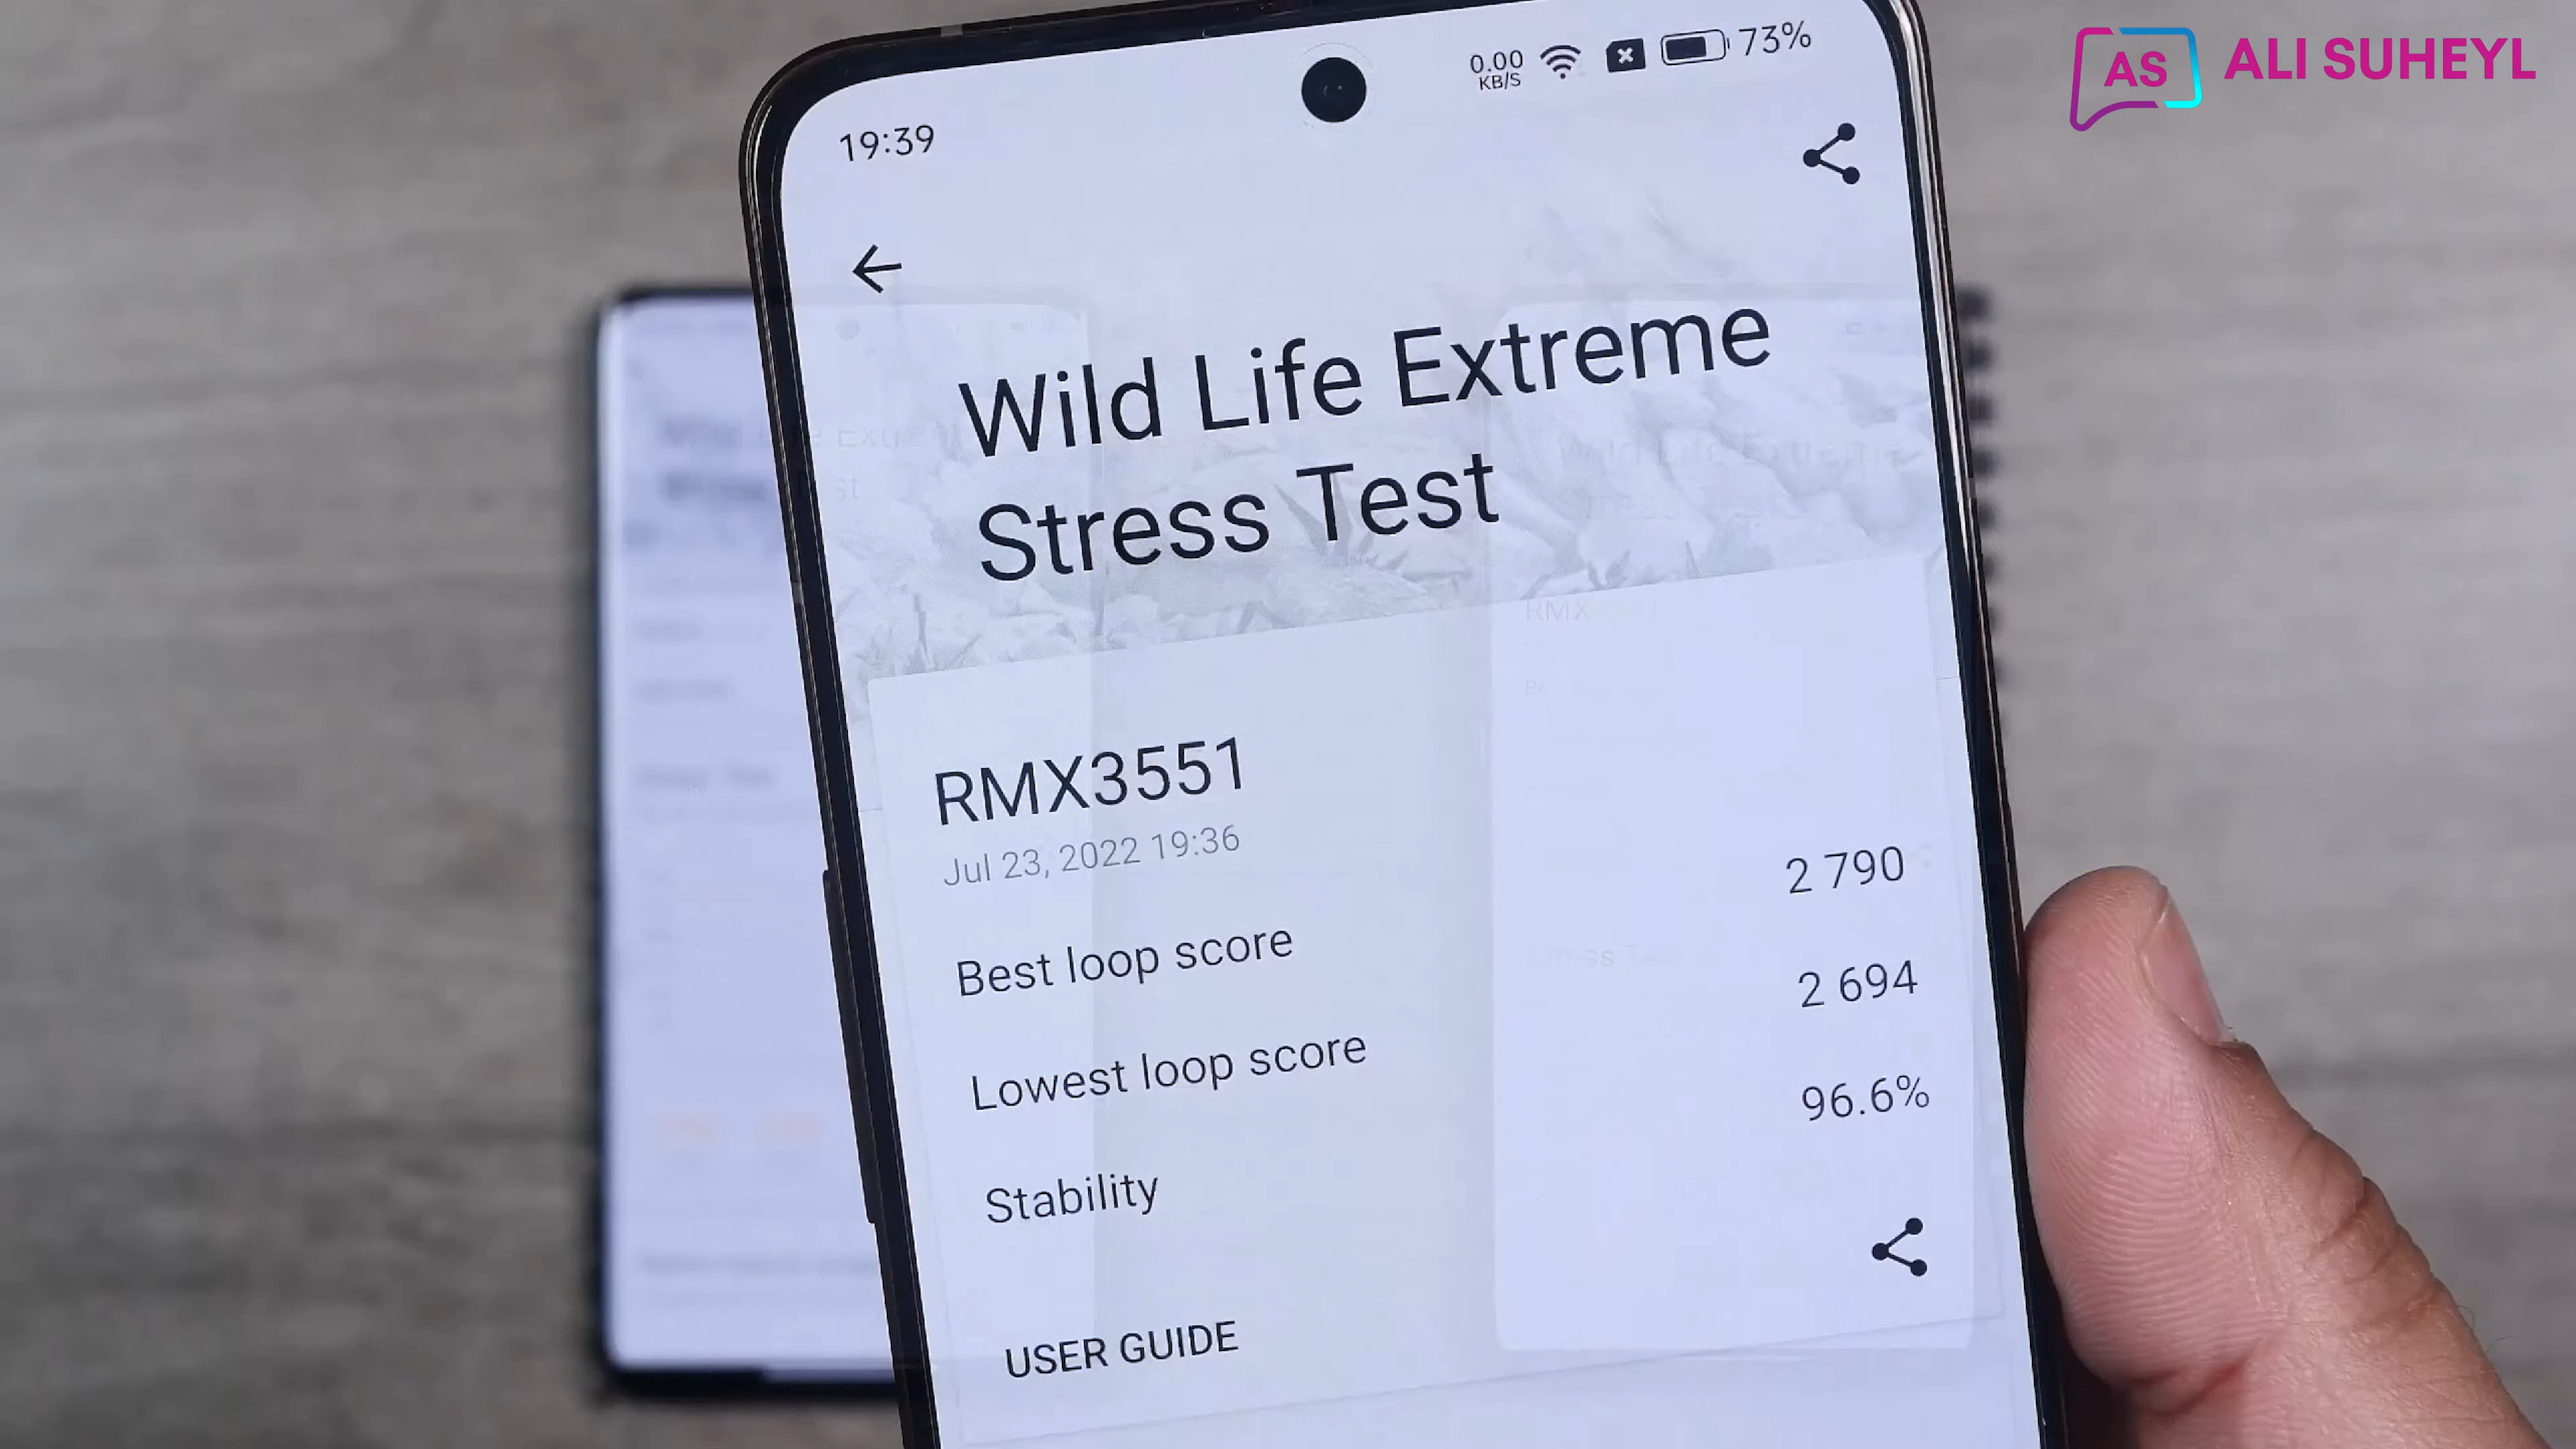 AS ALI SUHEYL
19:39
0.00 KB/S
73%
Wild Life Extreme
Stress Test
RMX3551
Jul 23, 2022 19:36
Best loop score 2 790
Lowest loop score 2 694
Stability 96.6%
USER GUIDE